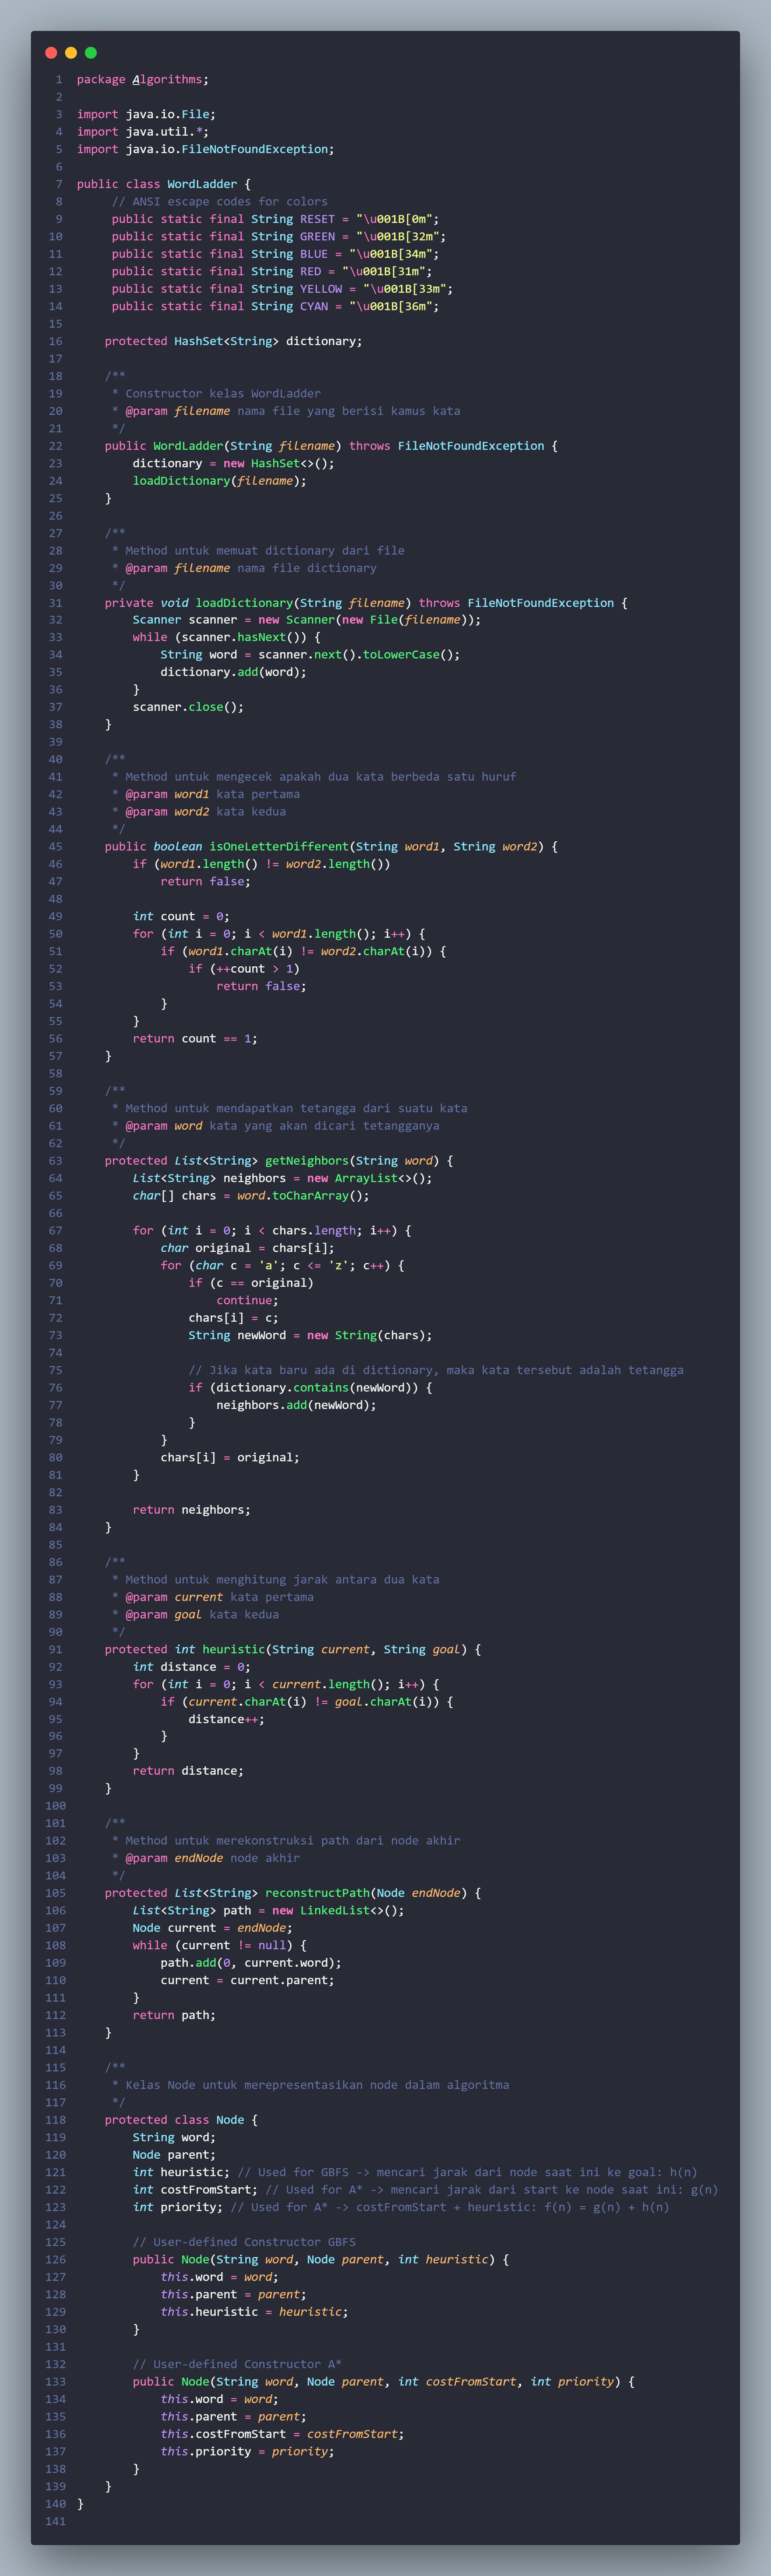 1 package Algorithms;
2
3 import java.io.File;
4 import java.util.*;
5 import java.io.FileNotFoundException;
6
7 public class WordLadder {
8      // ANSI escape codes for colors
9      public static final String RESET = "\u001B[0m";
10      public static final String GREEN = "\u001B[32m";
11      public static final String BLUE = "\u001B[34m";
12      public static final String RED = "\u001B[31m";
13      public static final String YELLOW = "\u001B[33m";
14      public static final String CYAN = "\u001B[36m";
15
16     protected HashSet<String> dictionary;
17
18     /**
19      * Constructor kelas WordLadder
20      * @param filename nama file yang berisi kamus kata
21      */
22     public WordLadder(String filename) throws FileNotFoundException {
23         dictionary = new HashSet<>();
24         loadDictionary(filename);
25     }
26
27     /**
28      * Method untuk memuat dictionary dari file
29      * @param filename nama file dictionary
30      */
31     private void loadDictionary(String filename) throws FileNotFoundException {
32         Scanner scanner = new Scanner(new File(filename));
33         while (scanner.hasNext()) {
34             String word = scanner.next().toLowerCase();
35             dictionary.add(word);
36         }
37         scanner.close();
38     }
39
40     /**
41      * Method untuk mengecek apakah dua kata berbeda satu huruf
42      * @param word1 kata pertama
43      * @param word2 kata kedua
44      */
45     public boolean isOneLetterDifferent(String word1, String word2) {
46         if (word1.length() != word2.length())
47             return false;
48
49         int count = 0;
50         for (int i = 0; i < word1.length(); i++) {
51             if (word1.charAt(i) != word2.charAt(i)) {
52                 if (++count > 1)
53                     return false;
54             }
55         }
56         return count == 1;
57     }
58
59     /**
60      * Method untuk mendapatkan tetangga dari suatu kata
61      * @param word kata yang akan dicari tetangganya
62      */
63     protected List<String> getNeighbors(String word) {
64         List<String> neighbors = new ArrayList<>();
65         char[] chars = word.toCharArray();
66
67         for (int i = 0; i < chars.length; i++) {
68             char original = chars[i];
69             for (char c = 'a'; c <= 'z'; c++) {
70                 if (c == original)
71                     continue;
72                 chars[i] = c;
73                 String newWord = new String(chars);
74
75                 // Jika kata baru ada di dictionary, maka kata tersebut adalah tetangga
76                 if (dictionary.contains(newWord)) {
77                     neighbors.add(newWord);
78                 }
79             }
80             chars[i] = original;
81         }
82
83         return neighbors;
84     }
85
86     /**
87      * Method untuk menghitung jarak antara dua kata
88      * @param current kata pertama
89      * @param goal kata kedua
90      */
91     protected int heuristic(String current, String goal) {
92         int distance = 0;
93         for (int i = 0; i < current.length(); i++) {
94             if (current.charAt(i) != goal.charAt(i)) {
95                 distance++;
96             }
97         }
98         return distance;
99     }
100
101     /**
102      * Method untuk merekonstruksi path dari node akhir
103      * @param endNode node akhir
104      */
105     protected List<String> reconstructPath(Node endNode) {
106         List<String> path = new LinkedList<>();
107         Node current = endNode;
108         while (current != null) {
109             path.add(0, current.word);
110             current = current.parent;
111         }
112         return path;
113     }
114
115     /**
116      * Kelas Node untuk merepresentasikan node dalam algoritma
117      */
118     protected class Node {
119         String word;
120         Node parent;
121         int heuristic; // Used for GBFS -> mencari jarak dari node saat ini ke goal: h(n)
122         int costFromStart; // Used for A* -> mencari jarak dari start ke node saat ini: g(n)
123         int priority; // Used for A* -> costFromStart + heuristic: f(n) = g(n) + h(n)
124
125         // User-defined Constructor GBFS
126         public Node(String word, Node parent, int heuristic) {
127             this.word = word;
128             this.parent = parent;
129             this.heuristic = heuristic;
130         }
131
132         // User-defined Constructor A*
133         public Node(String word, Node parent, int costFromStart, int priority) {
134             this.word = word;
135             this.parent = parent;
136             this.costFromStart = costFromStart;
137             this.priority = priority;
138         }
139     }
140 }
141